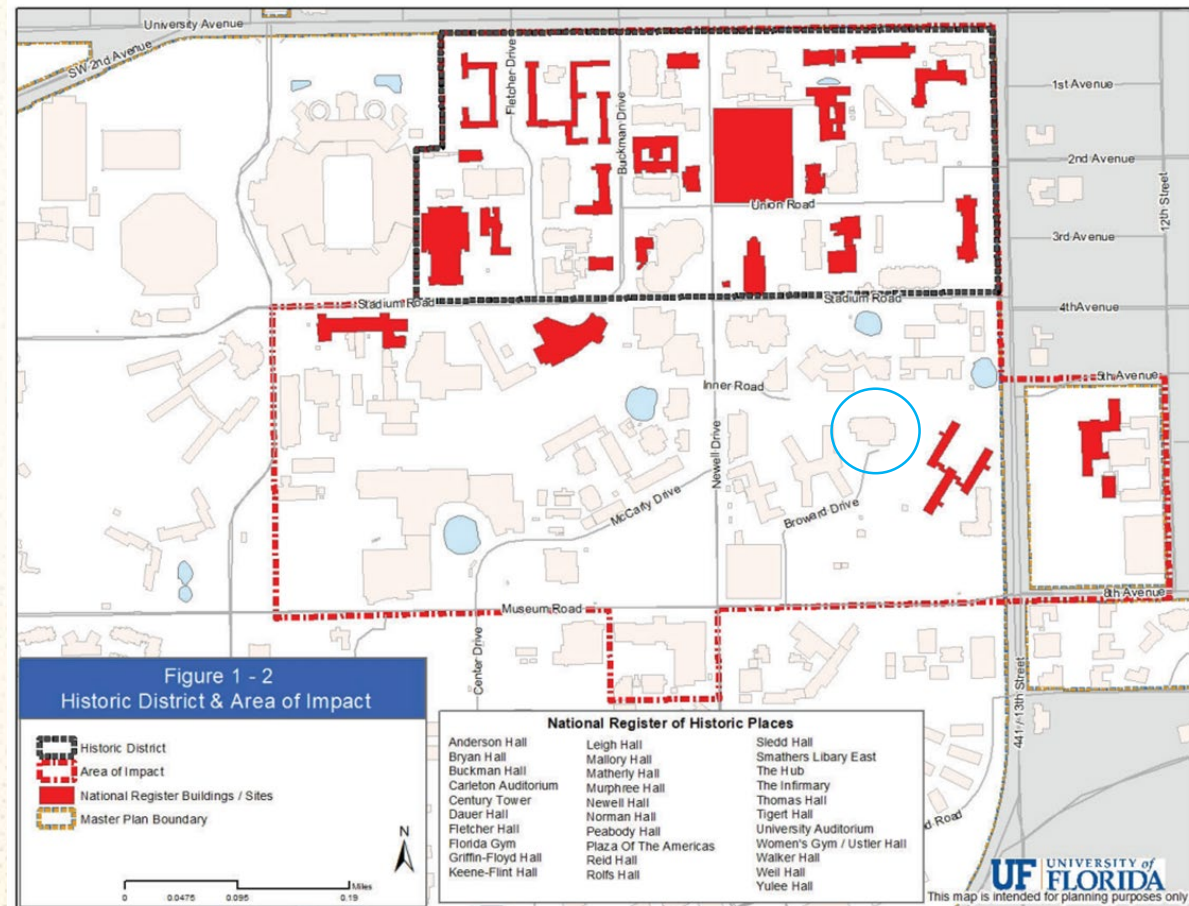 University Avenue
SW 2nd Avenue
Fletcher Drive
Buckman Drive
1st Avenue
2nd Avenue
12th Street
Union Road
3rd Avenue
Stadium Road
Stadium Road
4thAvenue
5th Avenue
Inner Road
Newell Drive
McCarty Drive
Broward Drive
Museum Road
8th Avenue
Center Drive
441 / 13th Street
d Road
Figure 1 - 2
Historic District & Area of Impact
Historic District
Area of Impact
National Register Buildings / Sites
Master Plan Boundary
N
Miles
0 0.0475 0.095 0.19
National Register of Historic Places
Anderson Hall
Bryan Hall
Buckman Hall
Carleton Auditorium
Century Tower
Dauer Hall
Fletcher Hall
Florida Gym
Griffin-Floyd Hall
Keene-Flint Hall
Leigh Hall
Mallory Hall
Matherly Hall
Murphree Hall
Newell Hall
Norman Hall
Peabody Hall
Plaza Of The Americas
Reid Hall
Rolfs Hall
Sledd Hall
Smathers Libary East
The Hub
The Infirmary
Thomas Hall
Tigert Hall
University Auditorium
Women's Gym / Ustler Hall
Walker Hall
Weil Hall
Yulee Hall
UF UNIVERSITY of
FLORIDA
This map is intended for planning purposes only